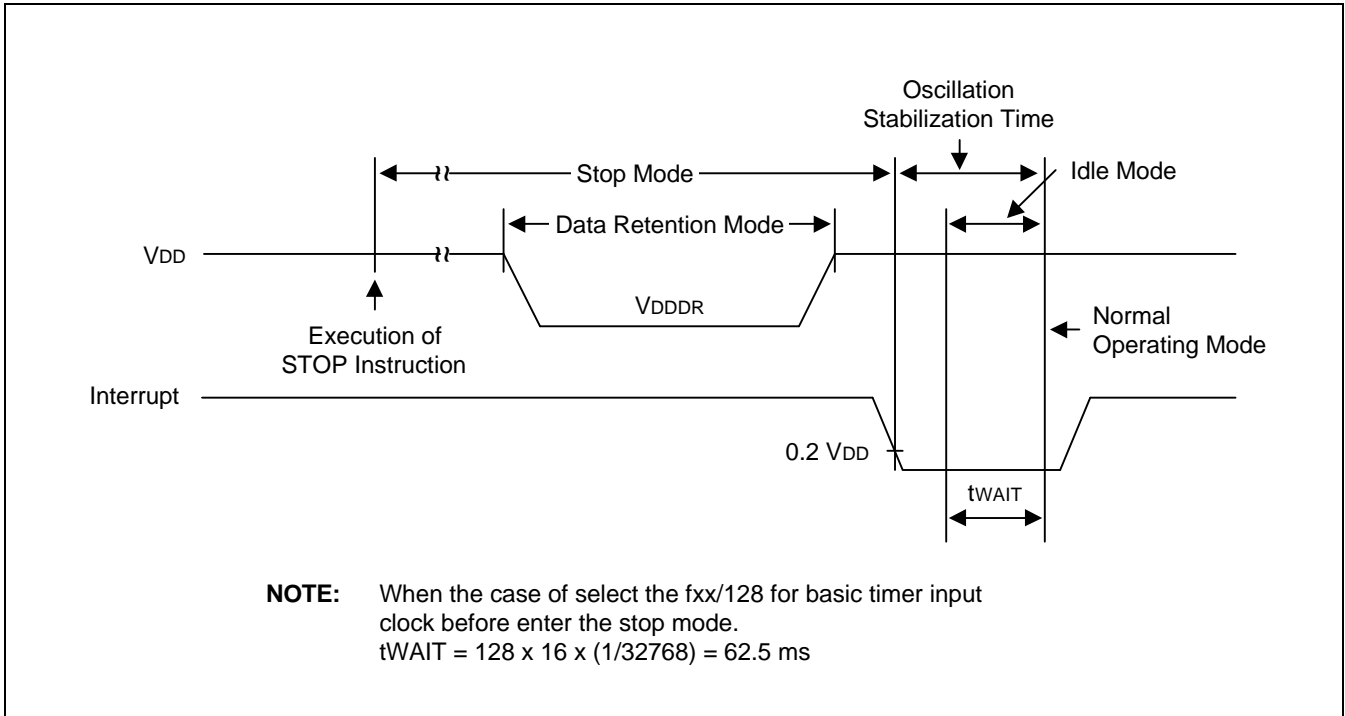 Oscillation
Stabilization Time
Stop Mode
Idle Mode
Data Retention Mode
VDD
VDDDR
Execution of
STOP Instruction
Normal
Operating Mode
Interrupt
0.2 VDD
tWAIT
NOTE: When the case of select the fxx/128 for basic timer input
clock before enter the stop mode.
tWAIT = 128 x 16 x (1/32768) = 62.5 ms